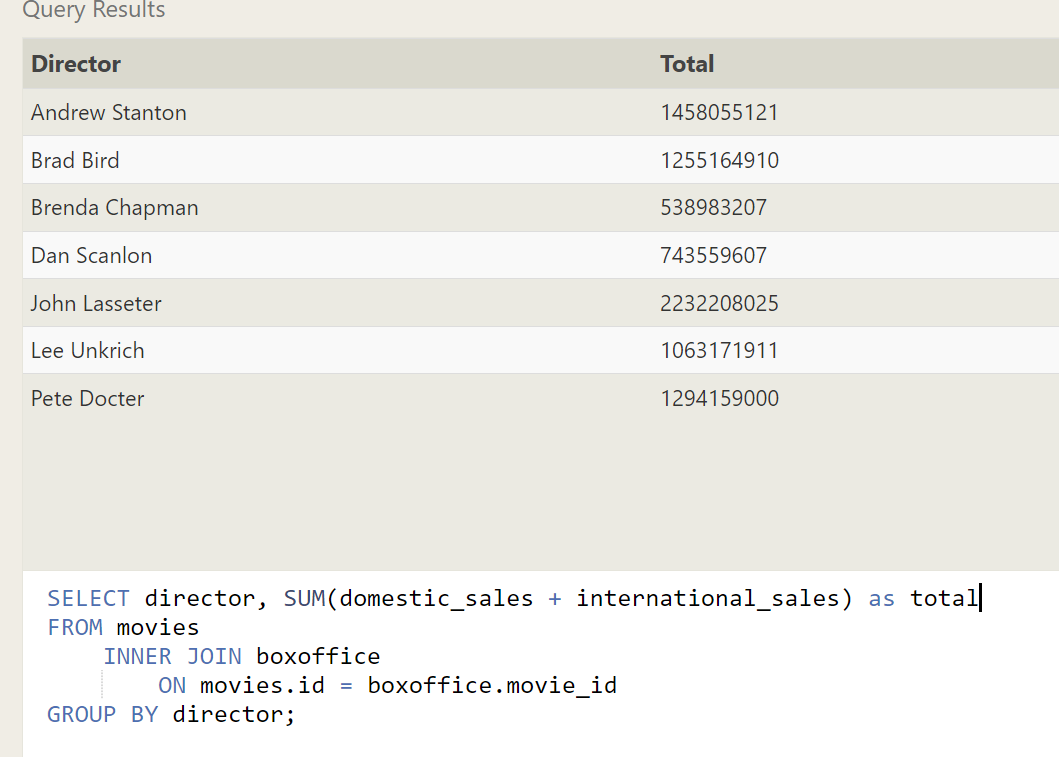 Query Results
Director Total
Andrew Stanton 1458055121
Brad Bird 1255164910
Brenda Chapman 538983207
Dan Scanlon 743559607
John Lasseter 2232208025
Lee Unkrich 1063171911
Pete Docter 1294159000
SELECT director, SUM(domestic_sales + international_sales) as total
FROM movies
INNER JOIN boxoffice
ON movies.id = boxoffice.movie_id
GROUP BY director;